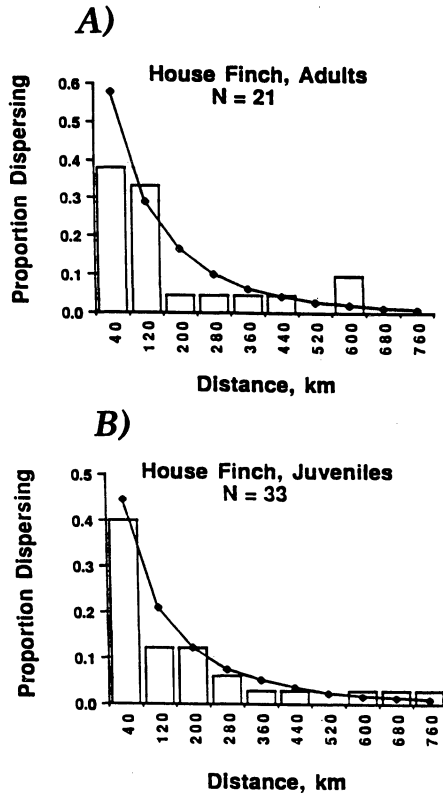 A)
House Finch, Adults
N = 21
Proportion Dispersing
0.6
0.5
0.4
0.3
0.2
0.1
0.0
40 120 200 280 360 440 520 600 680 760
Distance, km
B)
House Finch, Juveniles
N = 33
Proportion Dispersing
0.5
0.4
0.3
0.2
0.1
0.0
40 120 200 280 360 440 520 600 680 760
Distance, km